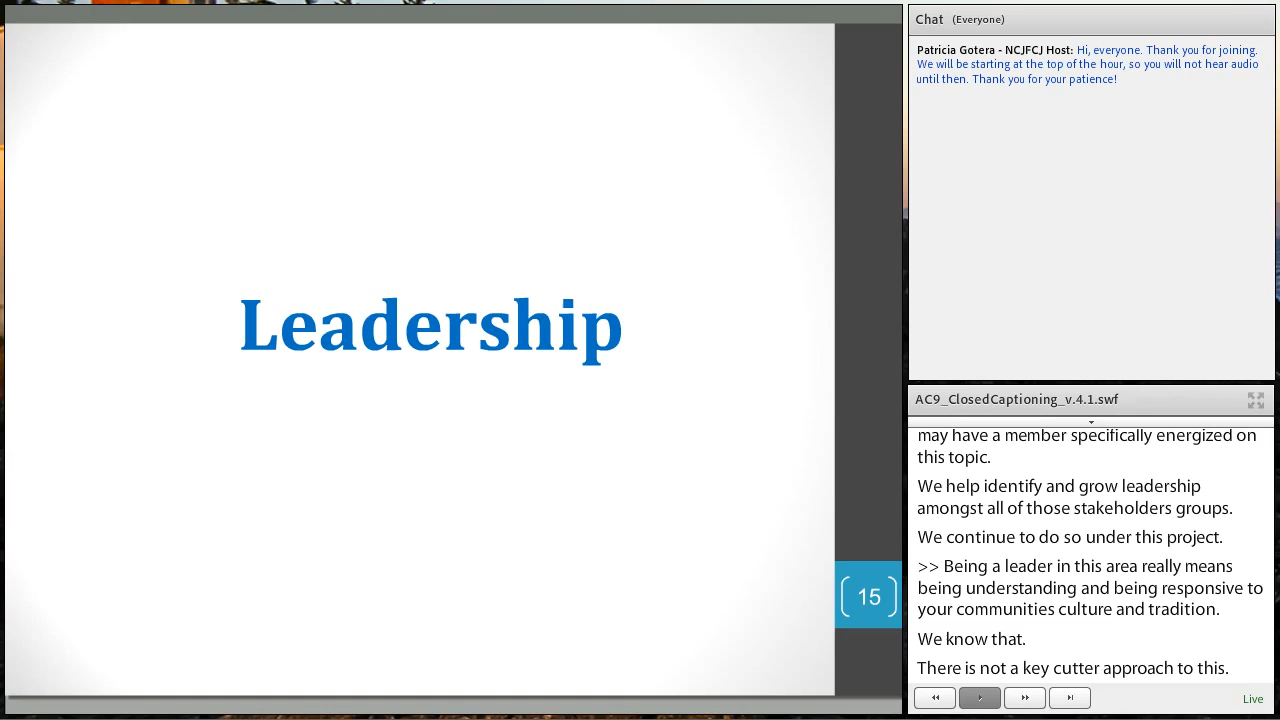 Leadership
15
Chat (Everyone)
Patricia Gotera - NCJFCJ Host: Hi, everyone. Thank you for joining.
We will be starting at the top of the hour, so you will not hear audio
until then. Thank you for your patience!
AC9_ClosedCaptioning_v.4.1.swf
may have a member specifically energized on
this topic.
We help identify and grow leadership
amongst all of those stakeholders groups.
We continue to do so under this project.
>> Being a leader in this area really means
being understanding and being responsive to
your communities culture and tradition.
We know that.
There is not a key cutter approach to this.
Live